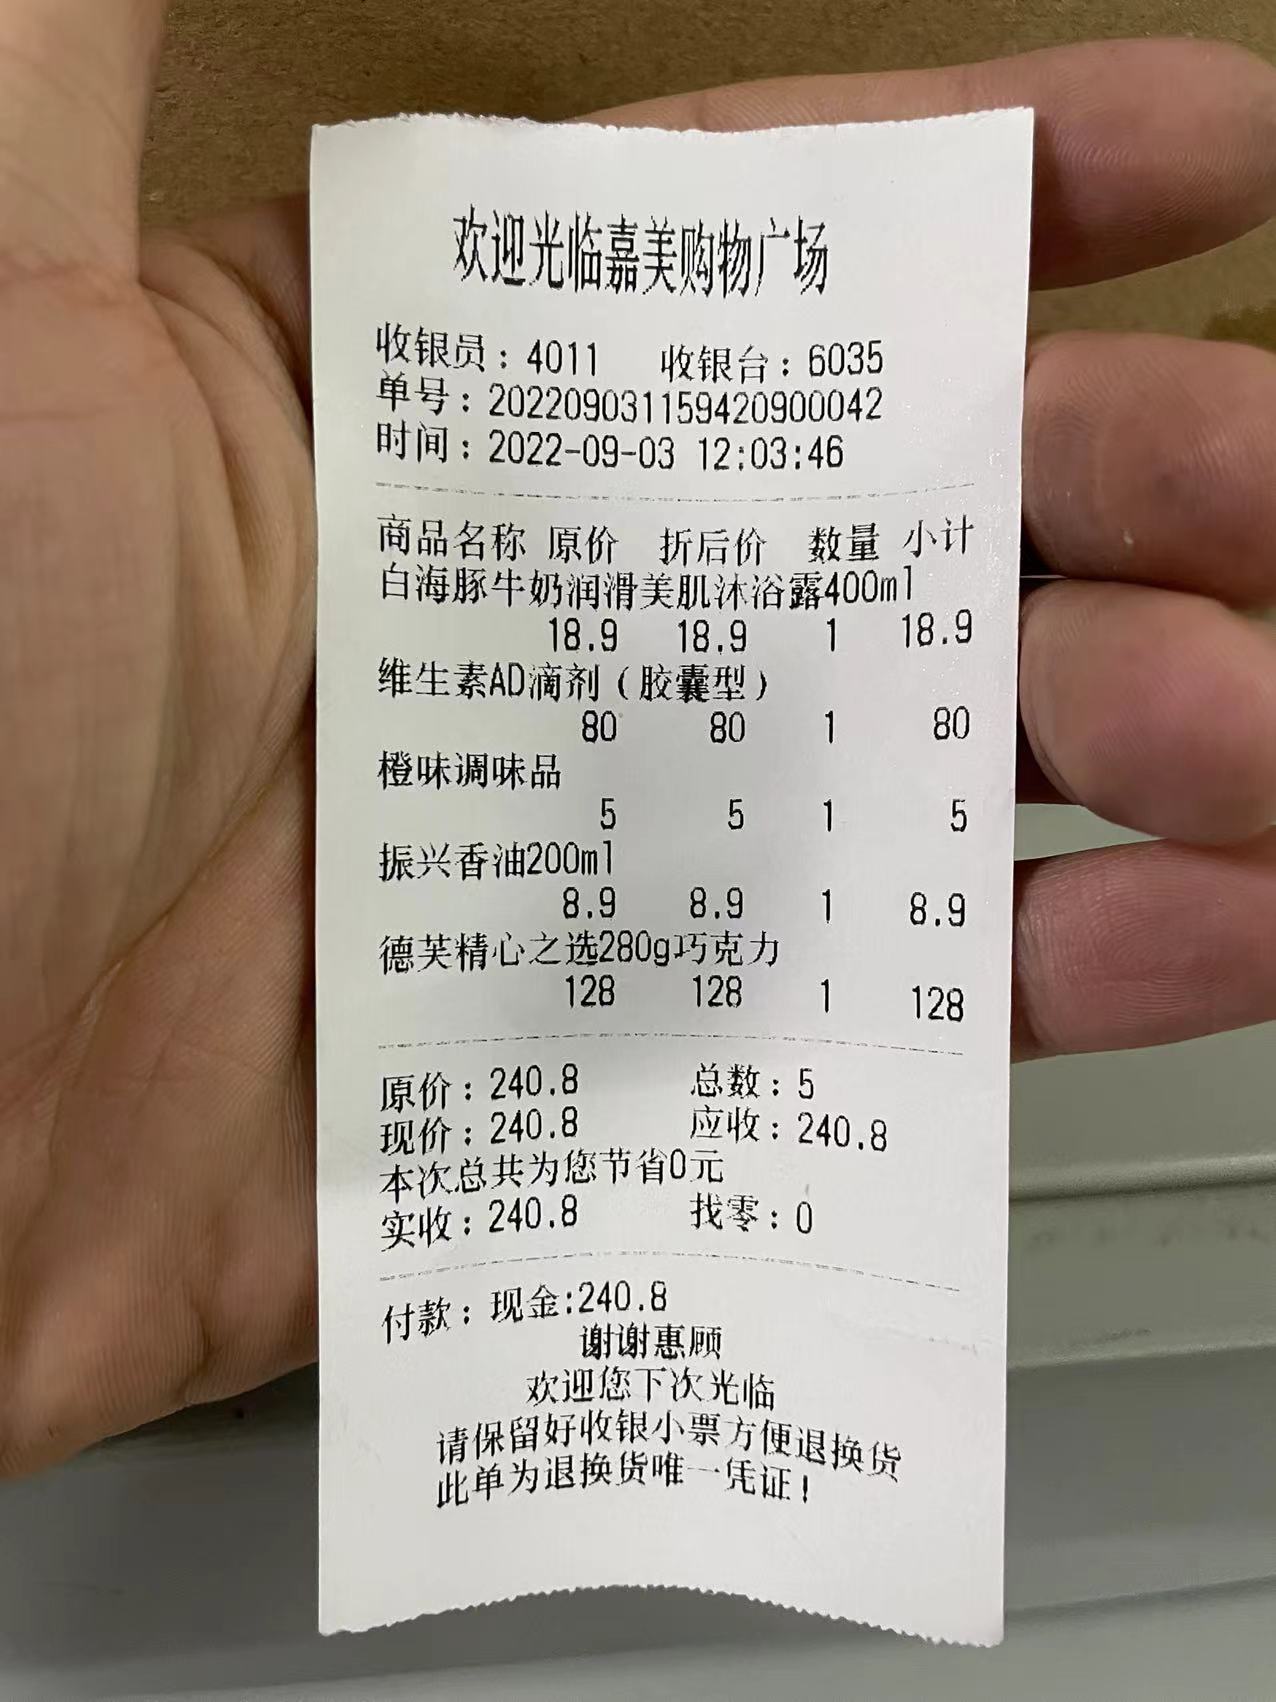 欢迎光临嘉美购物广场
收银员：4011 收银台：6035
单号：202209031159420900042
时间：2022-09-03 12:03:46
商品名称 原价 折后价 数量 小计
白海豚牛奶润滑美肌沐浴露400ml
18.9 18.9 1 18.9
维生素AD滴剂（胶囊型）
80 80 1 80
橙味调味品
5 5 1 5
振兴香油200ml
8.9 8.9 1 8.9
德芙精心之选280g巧克力
128 128 1 128
原价：240.8 总数：5
现价：240.8 应收：240.8
本次总共为您节省0元
实收：240.8 找零：0
付款：现金:240.8
谢谢惠顾
欢迎您下次光临
请保留好收银小票方便退换货
此单为退换货唯一凭证！